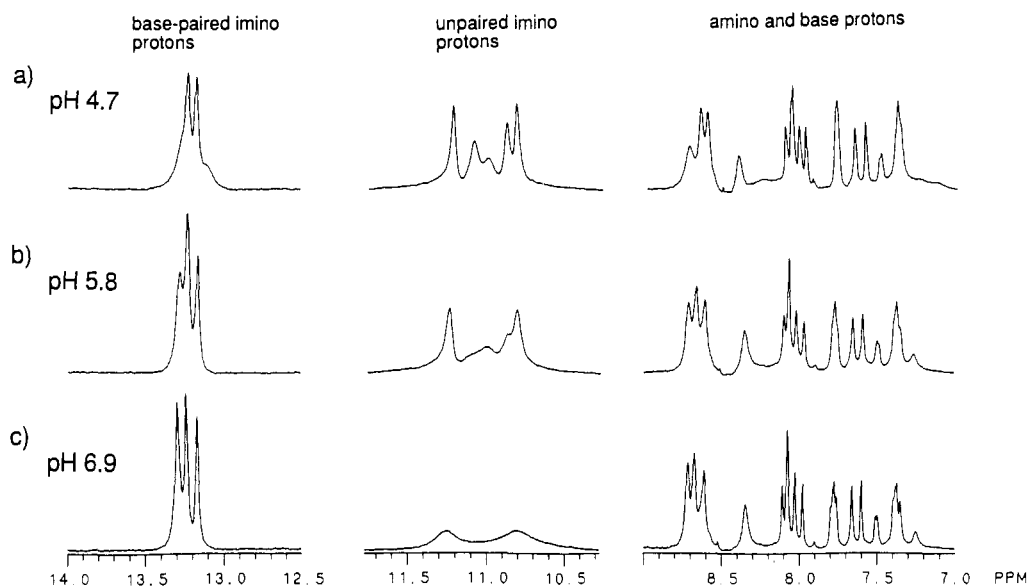 base-paired imino
protons
unpaired imino
protons
amino and base protons
a)
pH 4.7
b)
pH 5.8
c)
pH 6.9
14.0 13.5 13.0 12.5
11.5 11.0 10.5
8.5 8.0 7.5 7.0 PPM